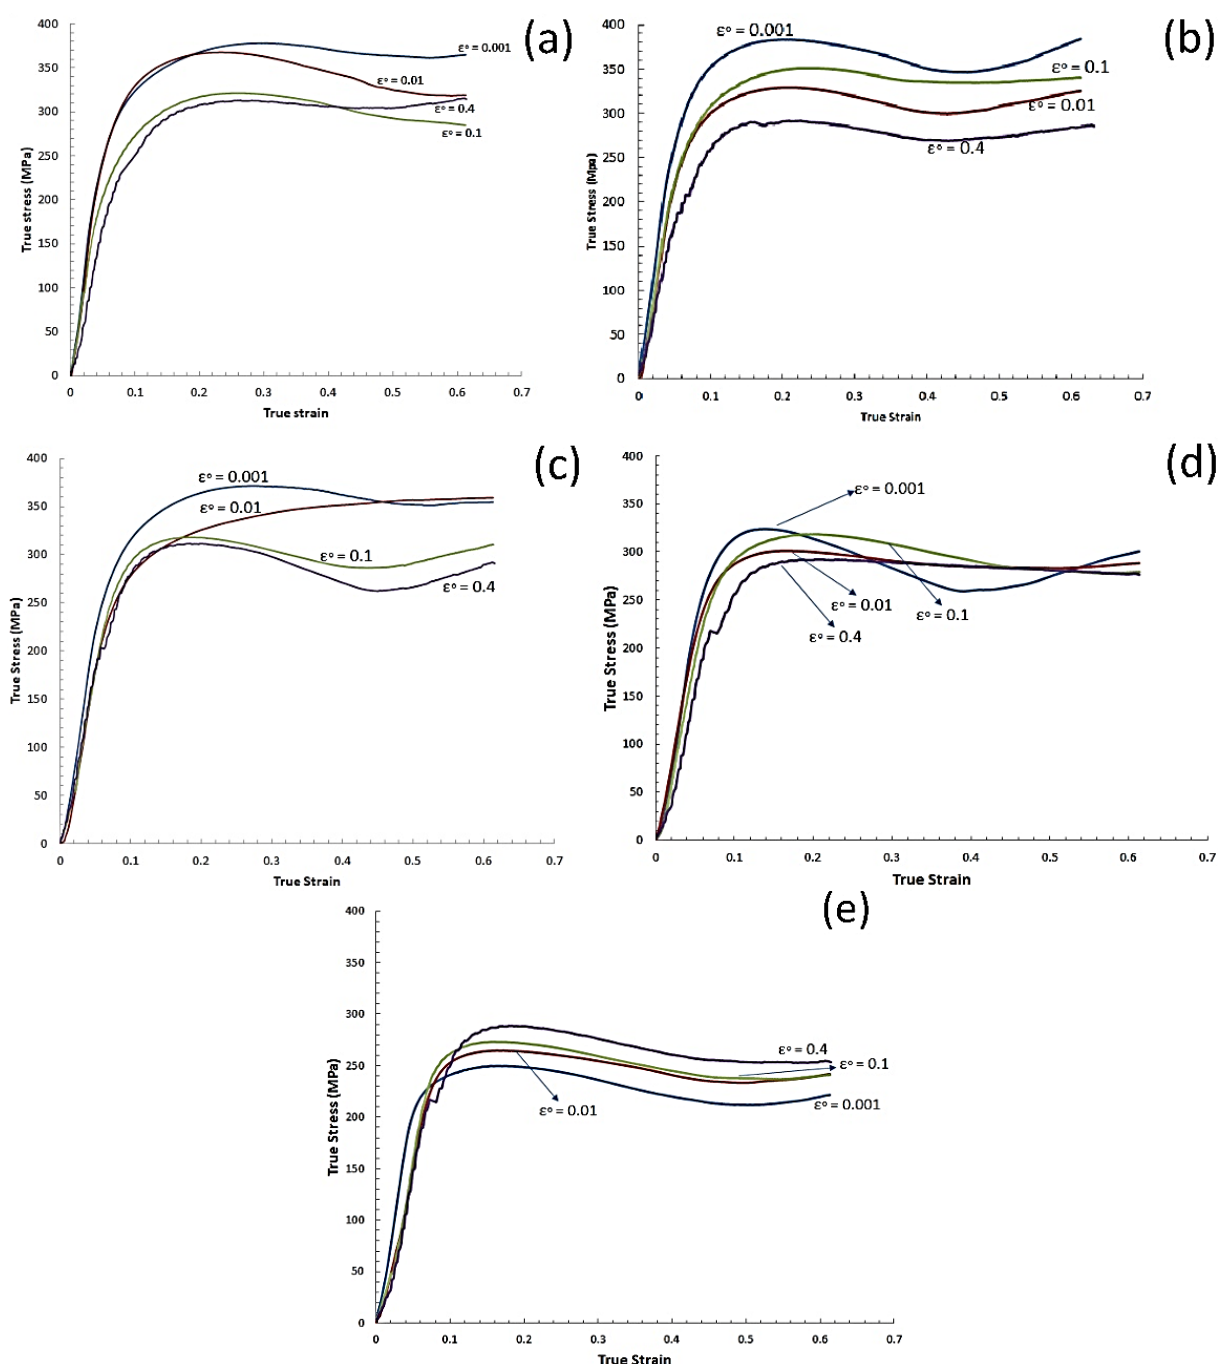 (a)
400
350
300
250
200
150
100
50
0
True stress (MPa)
ε° = 0.001
ε° = 0.01
ε° = 0.4
ε° = 0.1
0 0.1 0.2 0.3 0.4 0.5 0.6 0.7
True strain
(b)
400
350
300
250
200
150
100
50
0
True Stress (Mpa)
ε° = 0.001
ε° = 0.1
ε° = 0.01
ε° = 0.4
0 0.1 0.2 0.3 0.4 0.5 0.6 0.7
True Strain
(c)
400
350
300
250
200
150
100
50
0
True Stress (MPa)
ε° = 0.001
ε° = 0.01
ε° = 0.1
ε° = 0.4
0 0.1 0.2 0.3 0.4 0.5 0.6 0.7
True Strain
(d)
400
350
300
250
200
150
100
50
0
True Stress (MPa)
ε° = 0.001
ε° = 0.01
ε° = 0.1
ε° = 0.4
0 0.1 0.2 0.3 0.4 0.5 0.6 0.7
True Strain
(e)
400
350
300
250
200
150
100
50
0
True Stress (MPa)
ε° = 0.4
ε° = 0.1
ε° = 0.01
ε° = 0.001
0 0.1 0.2 0.3 0.4 0.5 0.6 0.7
True Strain